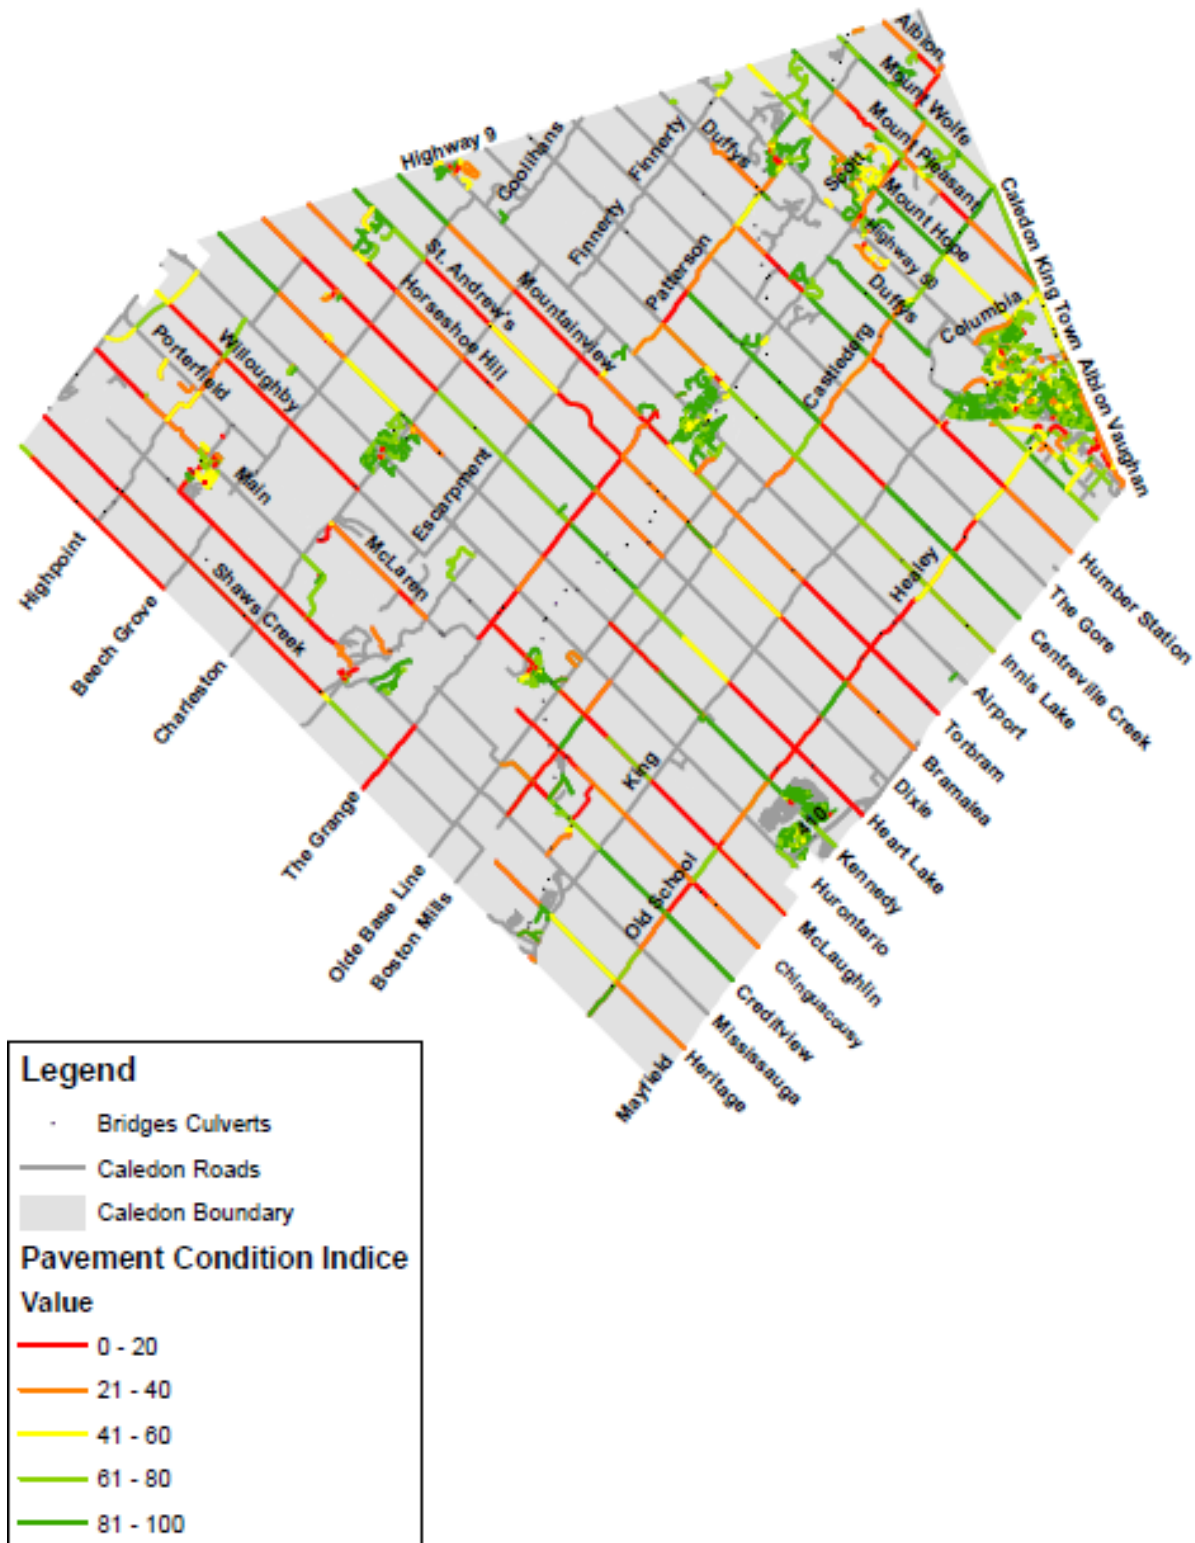 Albion
Mount Wolfe
Mount Pleasant
Highway 9
Coolihans
Finnerty
Duffys
Scott
Mount Hope
Caledon King Town
Finnerty
Highway 50
Patterson
Duffys
St. Andrew's
Mountainview
Horseshoe Hill
Columbia
Castlederg
Porterfield
Willoughby
Albion Vaughan
Main
Escarpment
McLaren
Highpoint
Shaws Creek
Healey
Beech Grove
Humber Station
The Gore
Charleston
Centreville Creek
Innis Lake
Airport
Torbram
King
Bramalea
Dixie
410
The Grange
Heart Lake
Kennedy
Old School
Hurontario
Olde Base Line
McLaughlin
Boston Mills
Chinguacousy
Creditview
Mississauga
Mayfield
Heritage
Legend
Bridges Culverts
Caledon Roads
Caledon Boundary
Pavement Condition Indice
Value
0 - 20
21 - 40
41 - 60
61 - 80
81 - 100